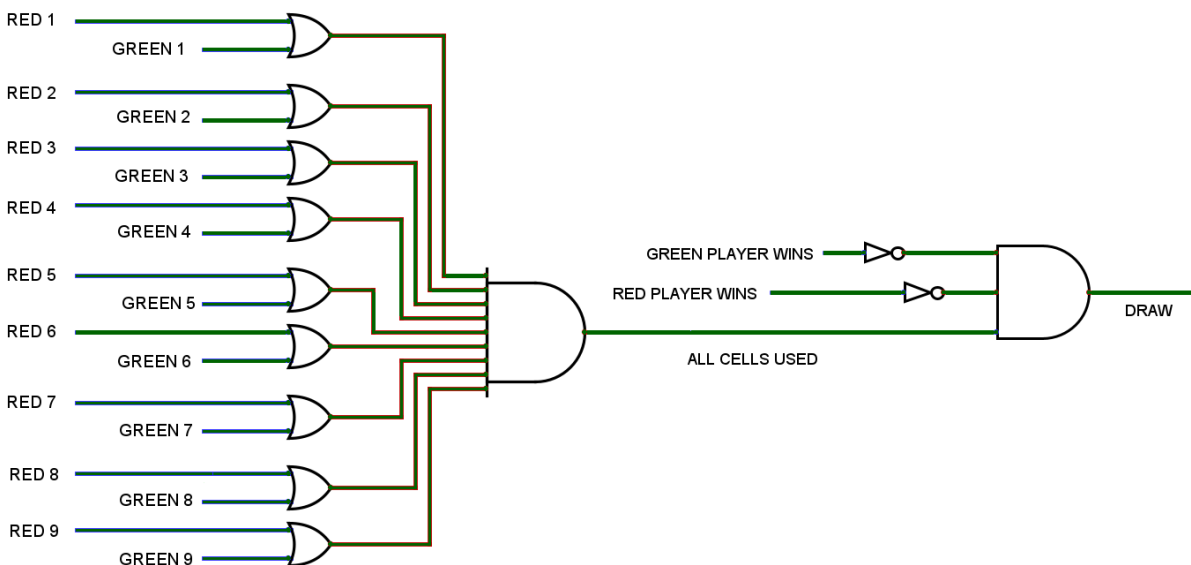 RED 1
GREEN 1
RED 2
GREEN 2
RED 3
GREEN 3
RED 4
GREEN 4
RED 5
GREEN 5
RED 6
GREEN 6
RED 7
GREEN 7
RED 8
GREEN 8
RED 9
GREEN 9
GREEN PLAYER WINS
RED PLAYER WINS
ALL CELLS USED
DRAW